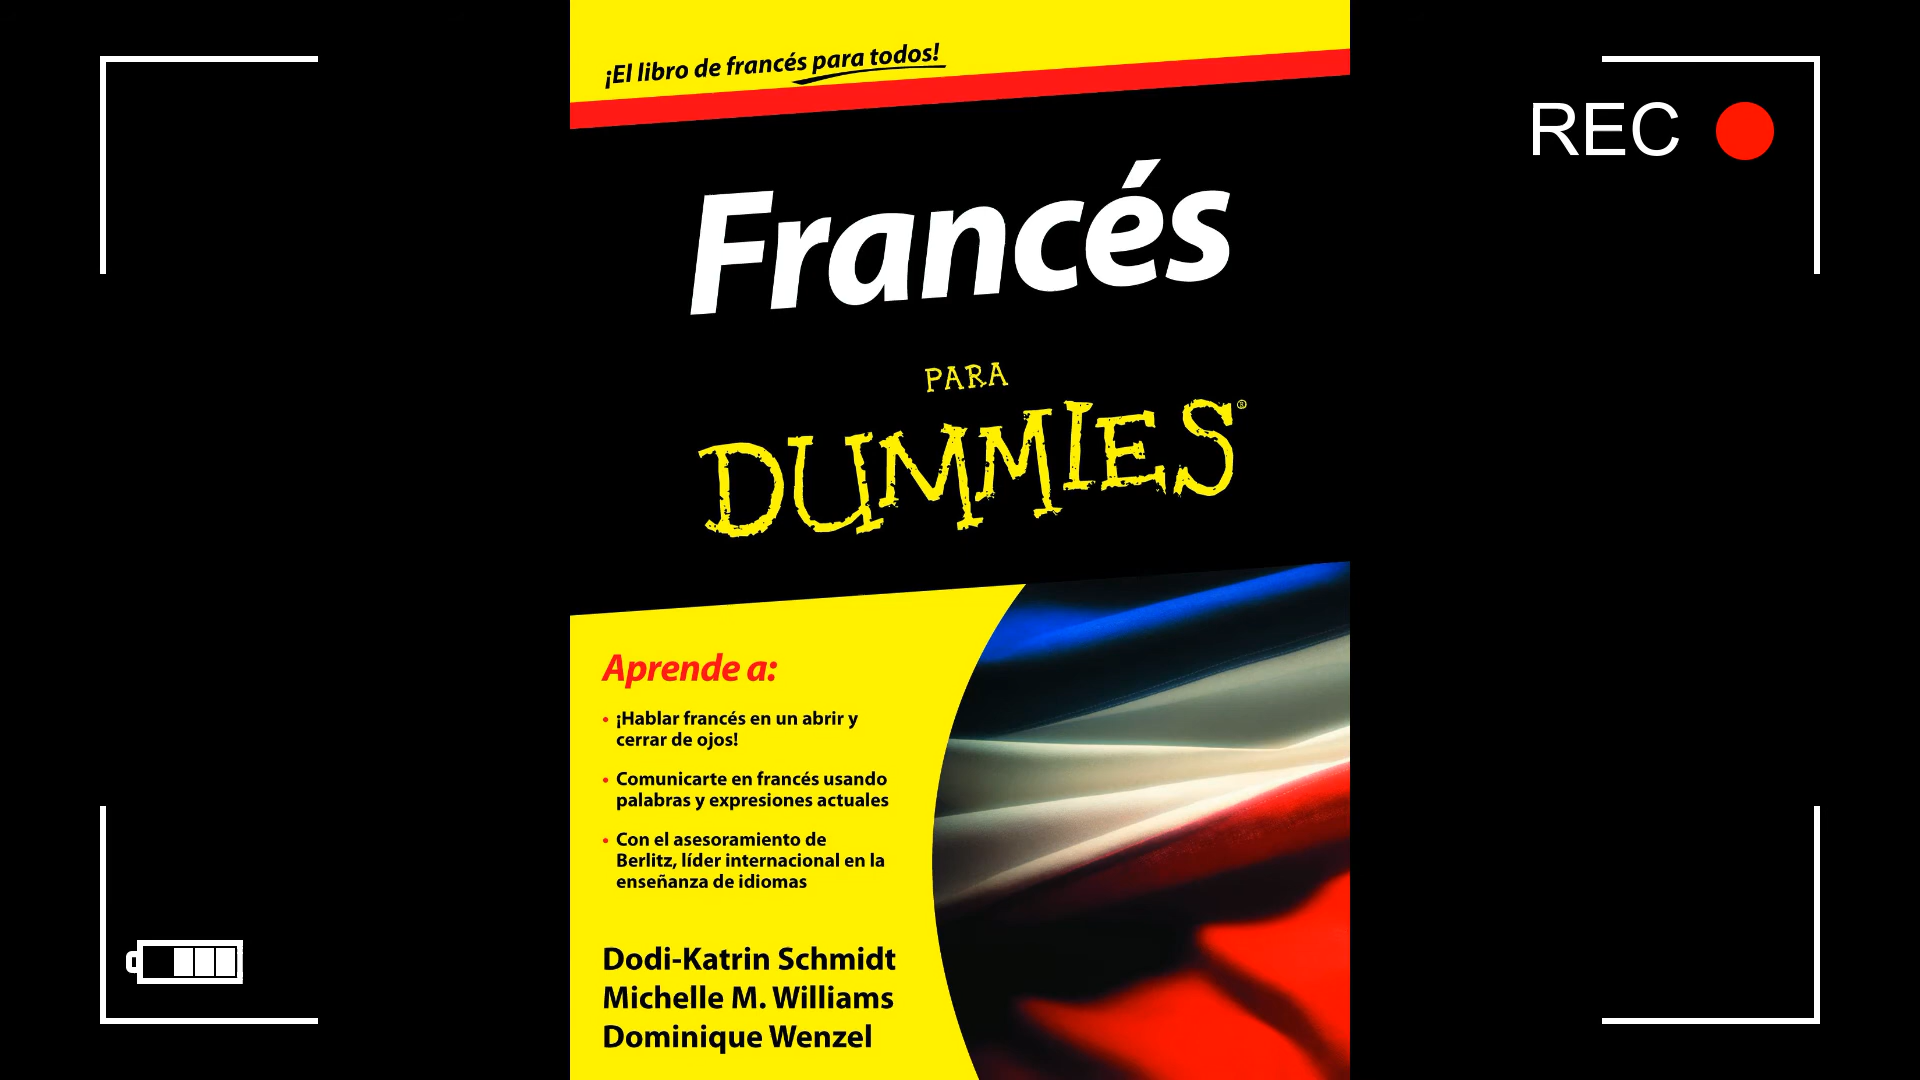 ¡El libro de francés para todos!
REC
Francés
PARA
DUMMIES®
Aprende a:
• ¡Hablar francés en un abrir y
cerrar de ojos!
• Comunicarte en francés usando
palabras y expresiones actuales
• Con el asesoramiento de
Berlitz, líder internacional en la
enseñanza de idiomas
Dodi-Katrin Schmidt
Michelle M. Williams
Dominique Wenzel